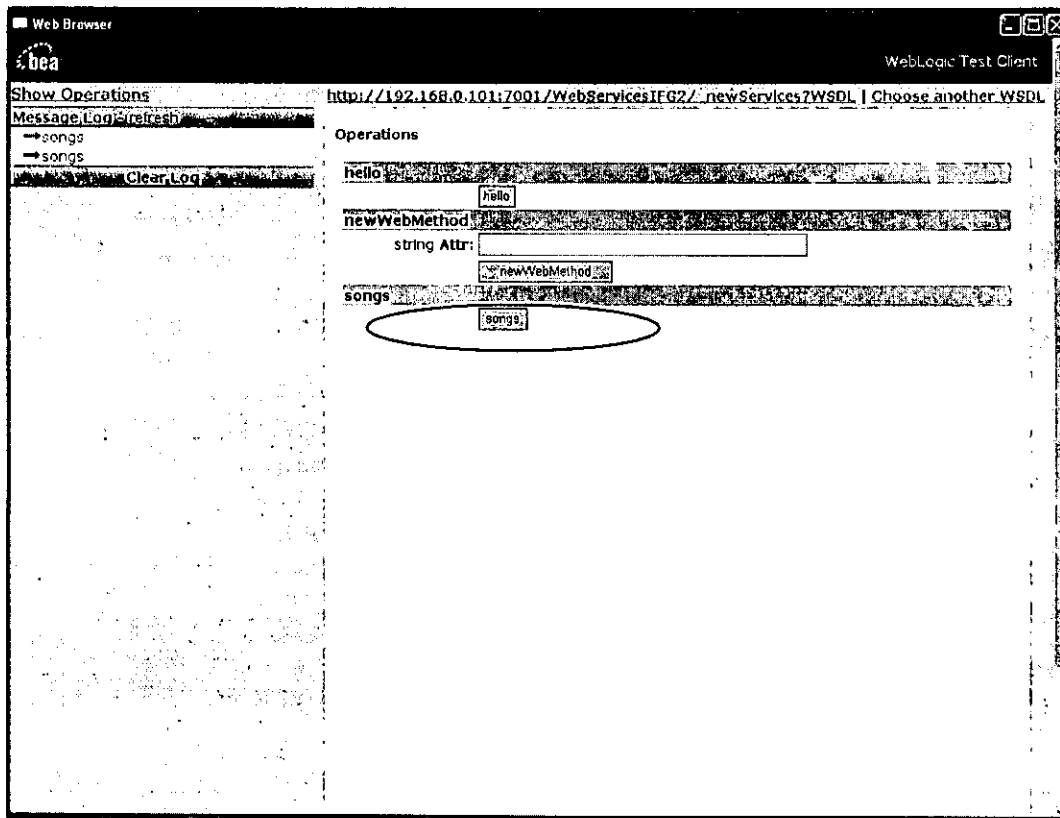 Web Browser
bea
WebLogic Test Client
Show Operations
http://192.168.0.101:7001/WebServicesIFG2/_newServices?WSDL | Choose another WSDL
Message Log - refresh
→songs
→songs
Clear Log
Operations
hello
hello
newWebMethod
string Attr:
newWebMethod
songs
songs